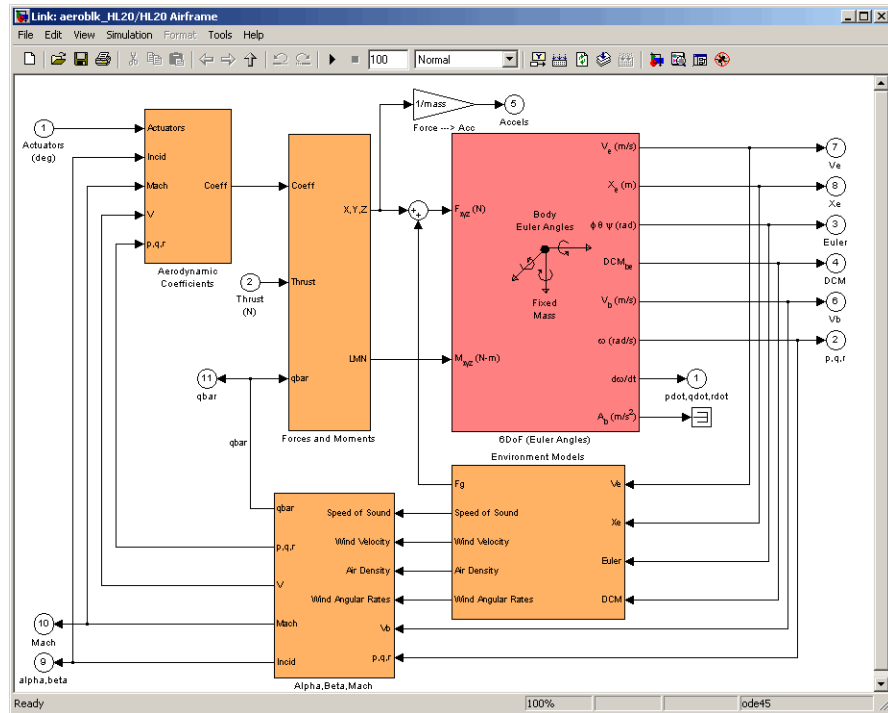 Link: aeroblk_HL20/HL20 Airframe
File Edit View Simulation Format Tools Help
100
Normal
1
Actuators
(deg)
Actuators
Incid
Mach
V
p,q,r
Coeff
Aerodynamic
Coefficients
2
Thrust
(N)
11
qbar
qbar
Coeff
Thrust
qbar
X,Y,Z
LMN
Forces and Moments
1/mass
Force ---> Acc
5
Accels
Fxyz (N)
Mxyz (N-m)
Body
Euler Angles
Fixed
Mass
Ve (m/s)
Xe (m)
ϕ θ ψ (rad)
DCMbe
Vb (m/s)
ω (rad/s)
dω/dt
Ab (m/s²)
6DoF (Euler Angles)
7
Ve
8
Xe
3
Euler
4
DCM
6
Vb
2
p,q,r
1
pdot,qdot,rdot
Environment Models
Fg
Speed of Sound
Wind Velocity
Air Density
Wind Angular Rates
Ve
Xe
Euler
DCM
qbar
p,q,r
V
Mach
Incid
Speed of Sound
Wind Velocity
Air Density
Wind Angular Rates
Vb
p,q,r
Alpha,Beta,Mach
10
Mach
9
alpha,beta
Ready
100%
ode45